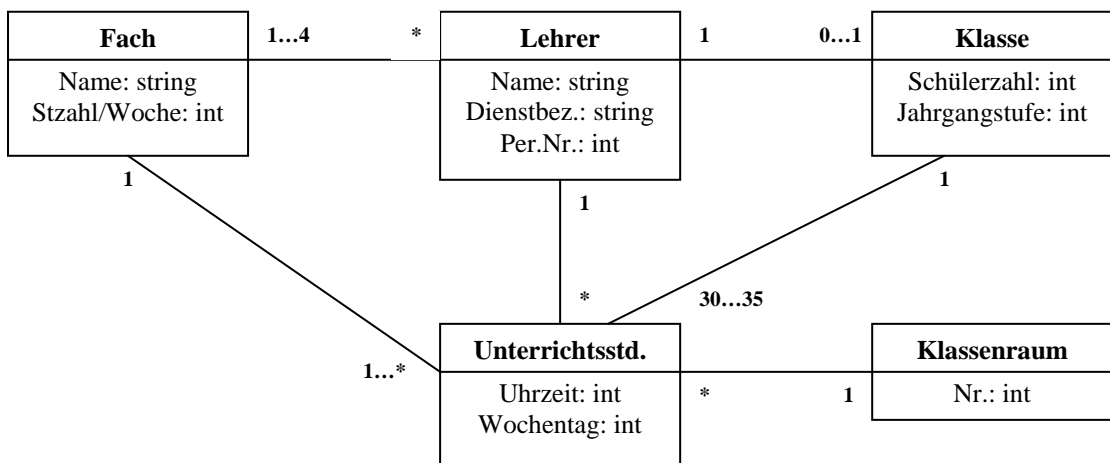 Fach
1...4
*
Lehrer
1
0...1
Klasse
Name: string
Stzahl/Woche: int
Name: string
Dienstbez.: string
Per.Nr.: int
Schülerzahl: int
Jahrgangstufe: int
1
1
1
*
30...35
1...*
Unterrichtsstd.
Klassenraum
Uhrzeit: int
Wochentag: int
*
1
Nr.: int